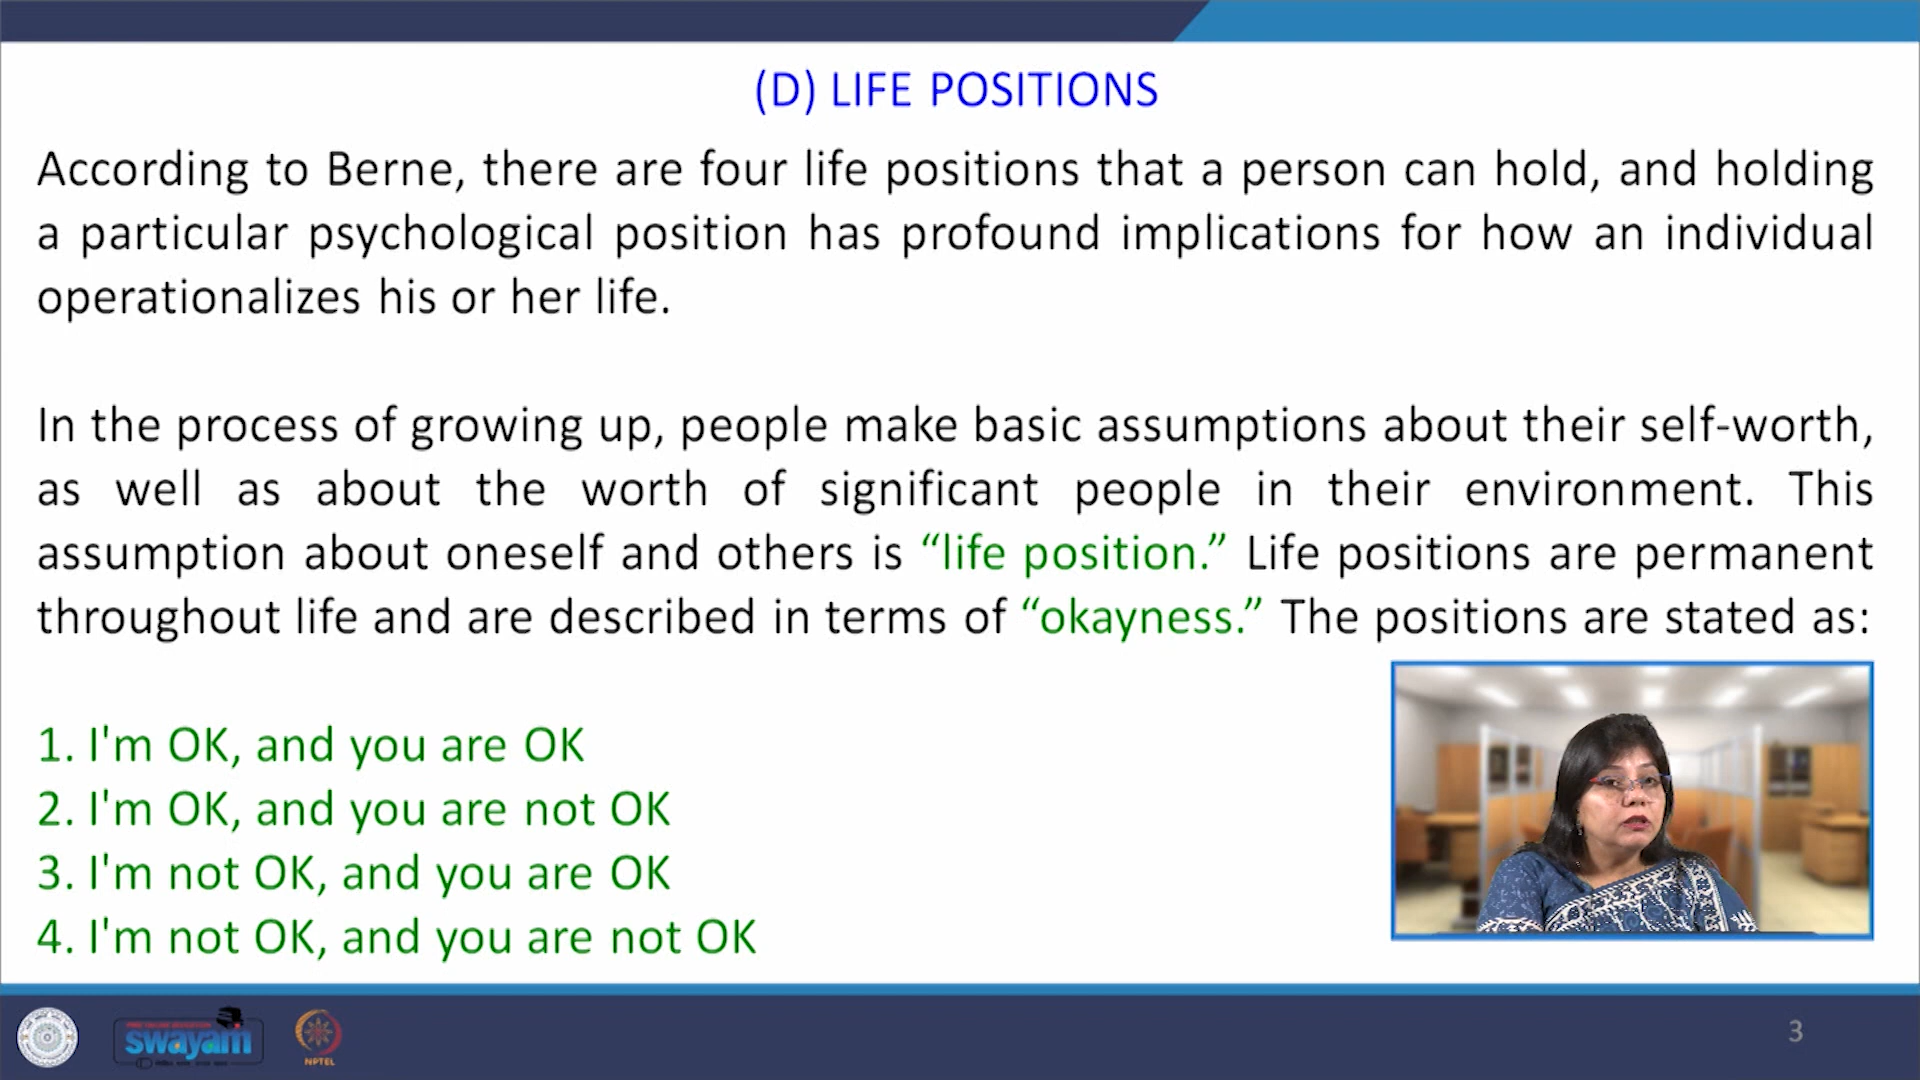 (D) LIFE POSITIONS
According to Berne, there are four life positions that a person can hold, and holding
a particular psychological position has profound implications for how an individual
operationalizes his or her life.
In the process of growing up, people make basic assumptions about their self-worth,
as well as about the worth of significant people in their environment. This
assumption about oneself and others is “life position.” Life positions are permanent
throughout life and are described in terms of “okayness.” The positions are stated as:
1. I'm OK, and you are OK
2. I'm OK, and you are not OK
3. I'm not OK, and you are OK
4. I'm not OK, and you are not OK
swayam
NPTEL
3